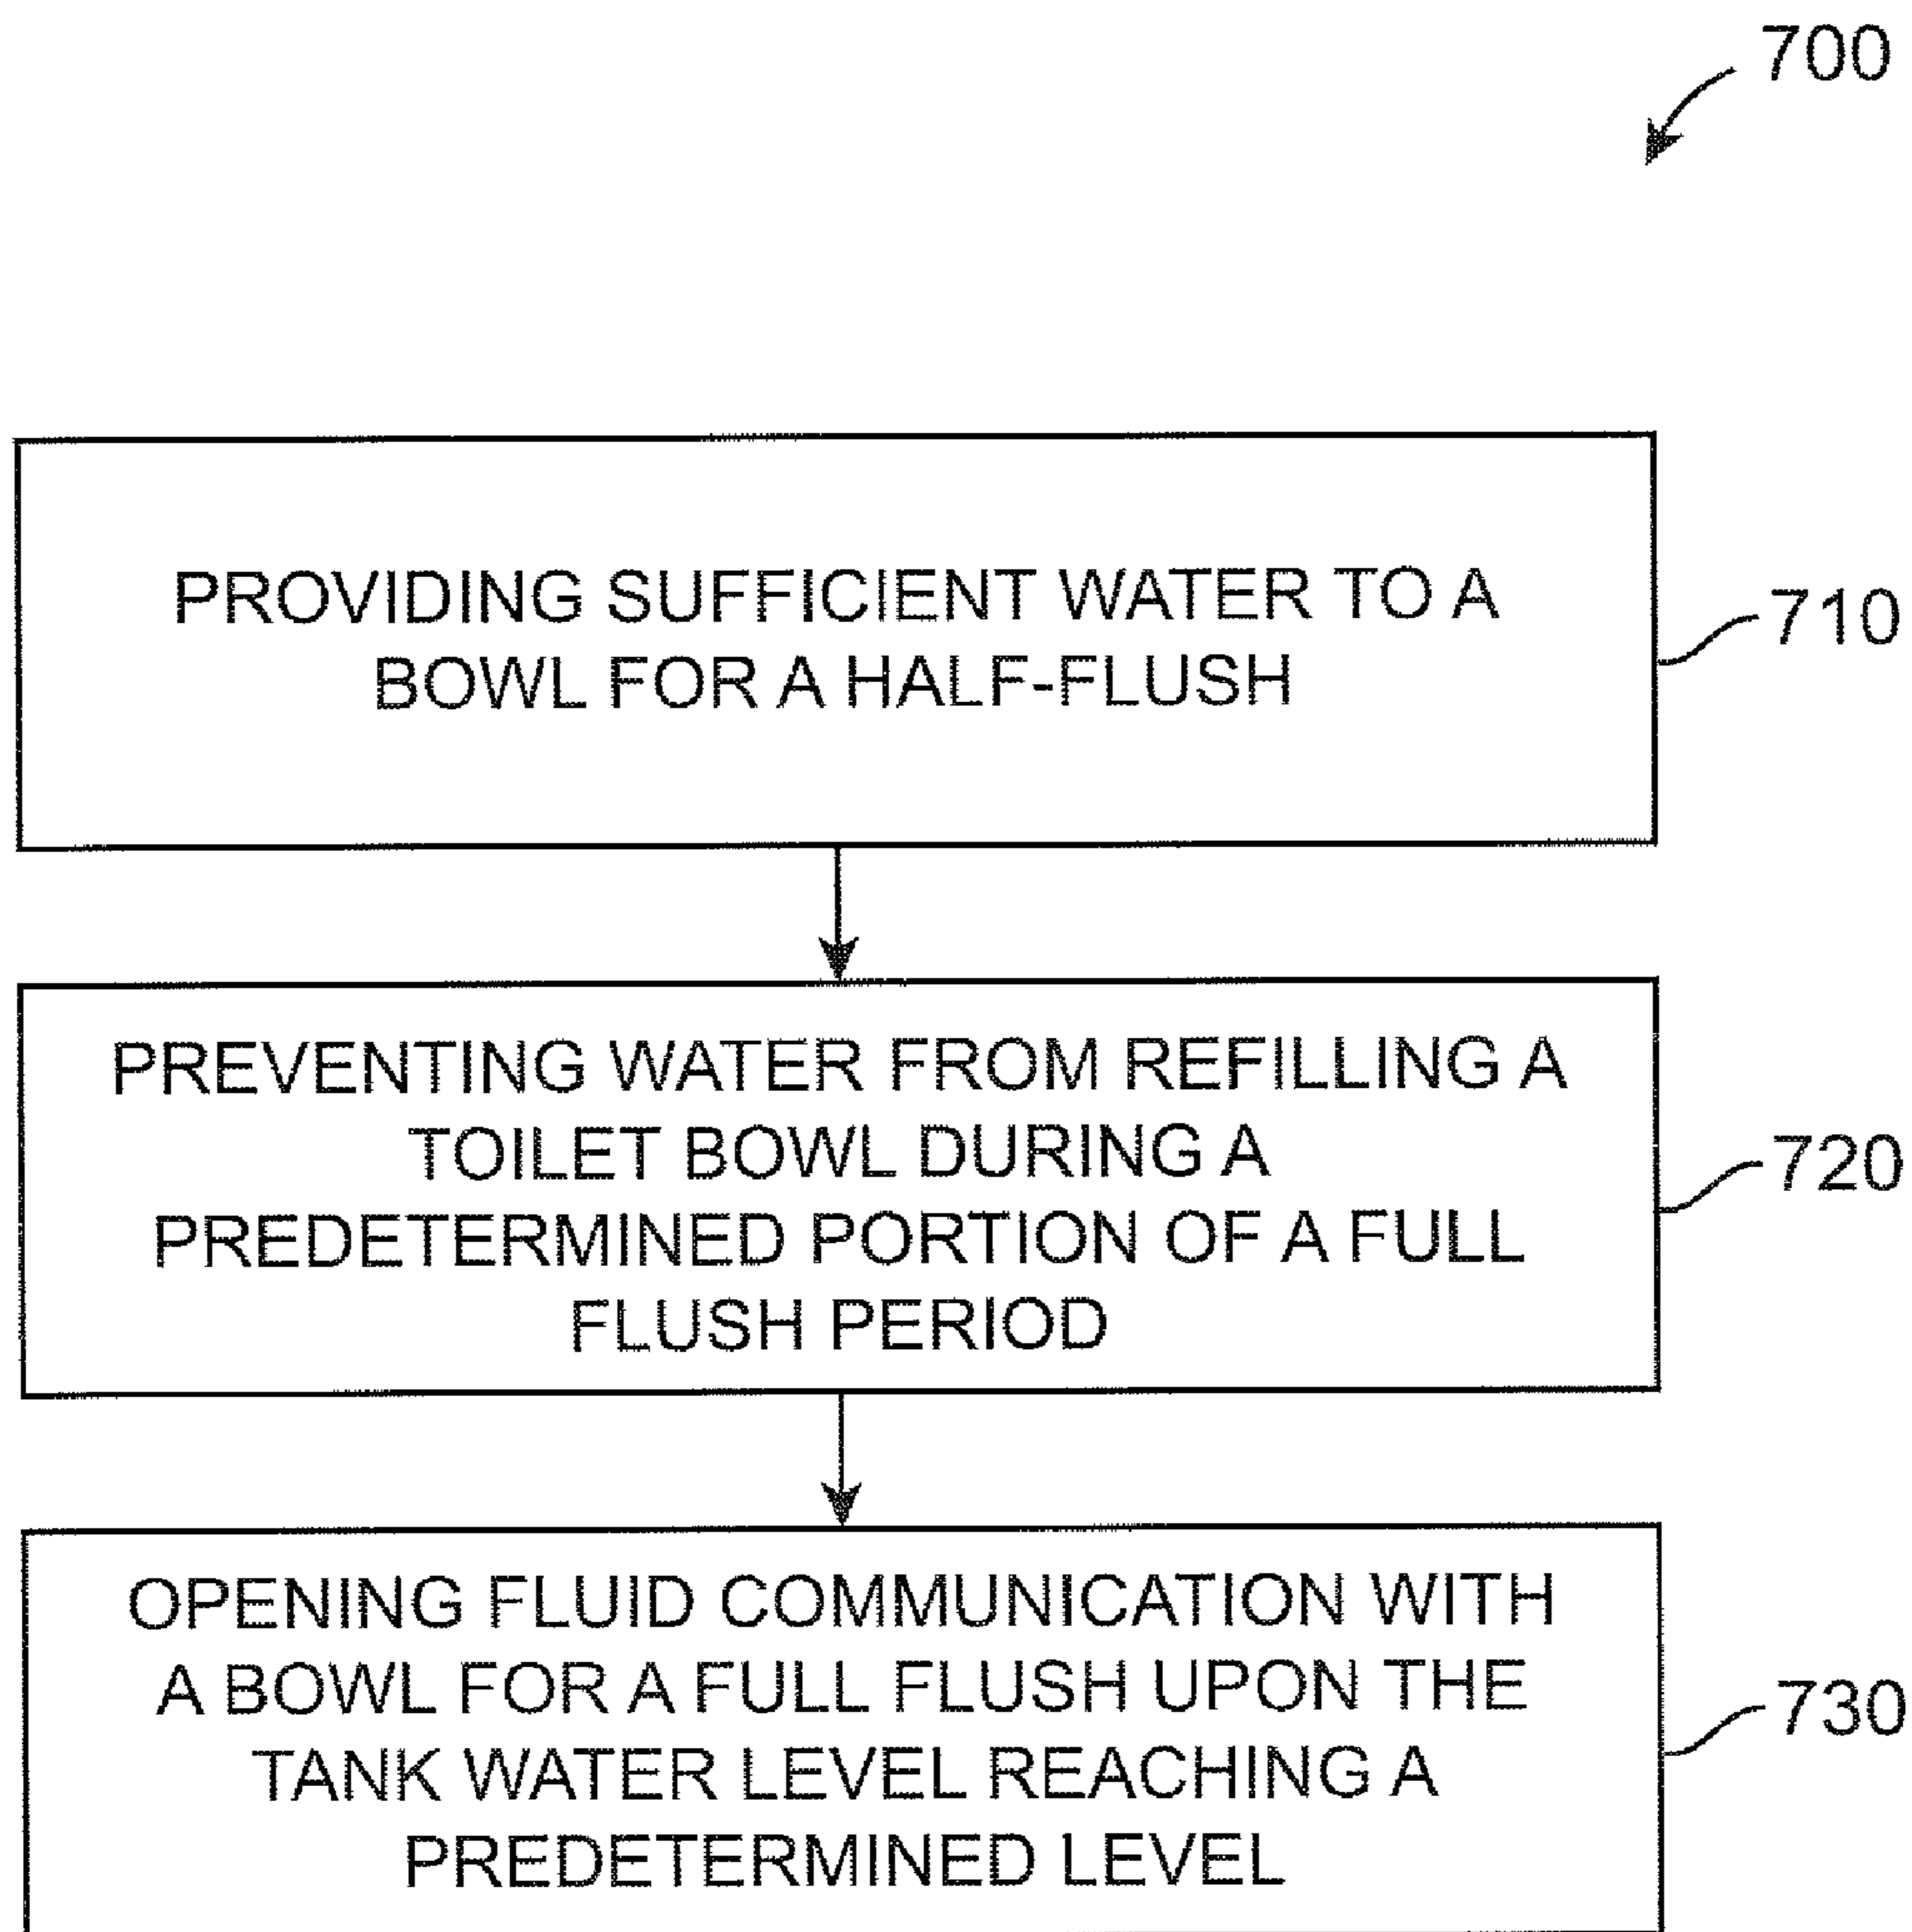 700
PROVIDING SUFFICIENT WATER TO A
BOWL FOR A HALF-FLUSH
710
PREVENTING WATER FROM REFILLING A
TOILET BOWL DURING A
PREDETERMINED PORTION OF A FULL
FLUSH PERIOD
720
OPENING FLUID COMMUNICATION WITH
A BOWL FOR A FULL FLUSH UPON THE
TANK WATER LEVEL REACHING A
PREDETERMINED LEVEL
730